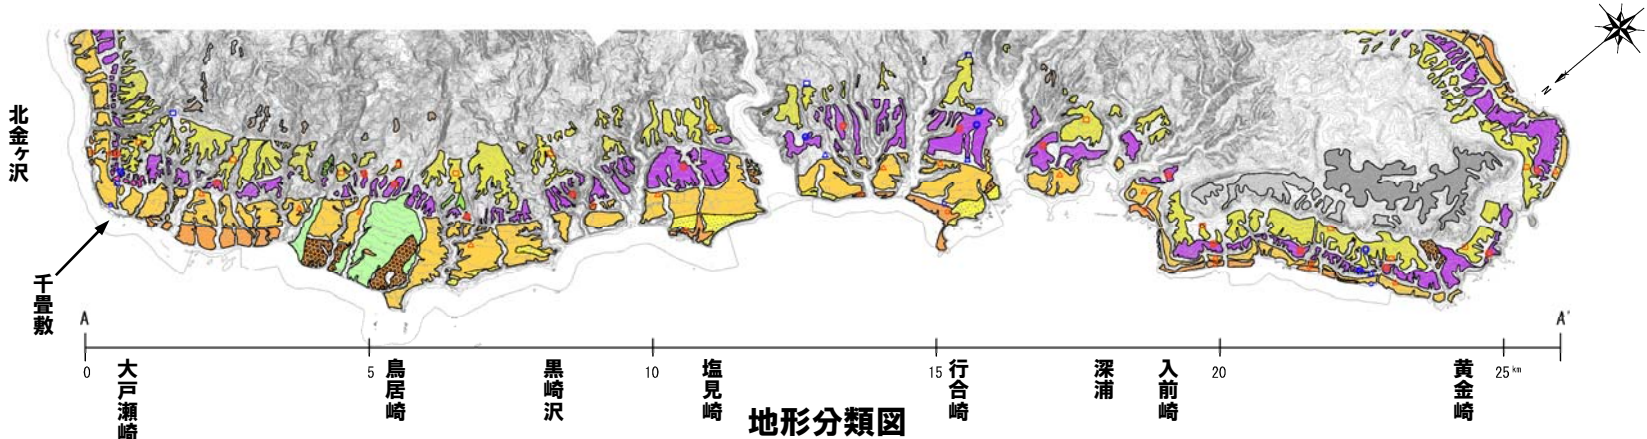 N
北金ヶ沢
千畳敷
A
A'
0
5
10
15
20
25km
大戸瀬崎
鳥居崎
黒崎沢
塩見崎
行合崎
深浦
入前崎
黄金崎
地形分類図